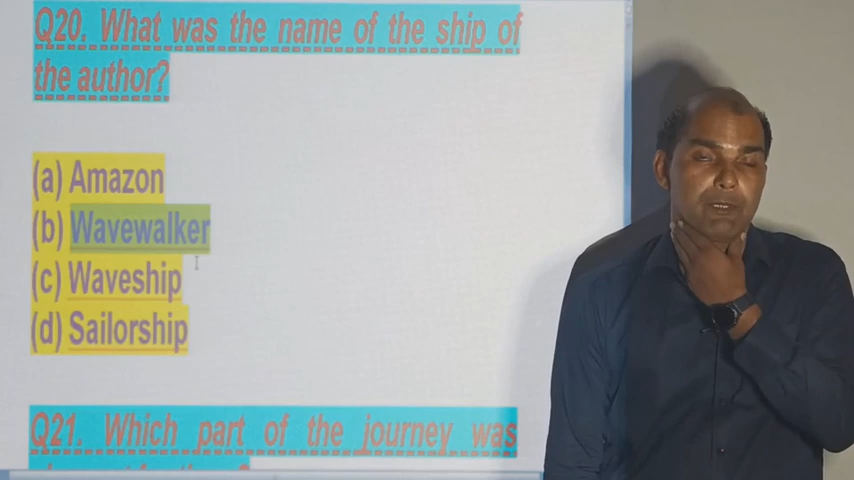 Q20. What was the name of the ship of
the author?
(a) Amazon
(b) Wavewalker
(c) Waveship
(d) Sailorship
Q21. Which part of the journey was